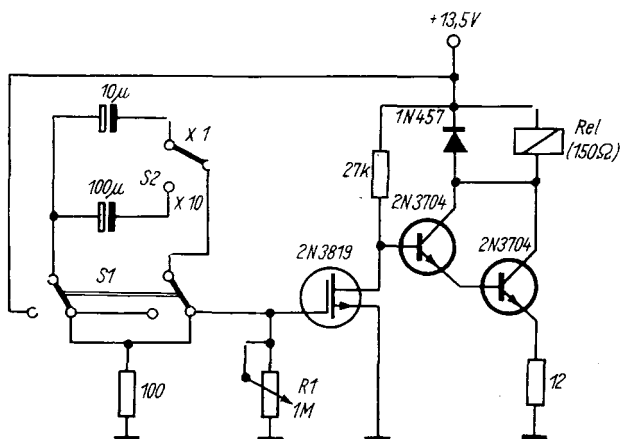 +13,5V
10µ
1N457
Rel
(150Ω)
X 1
100µ
S2
X 10
27k
2N3704
2N3704
S1
2N3819
100
R1
1M
12